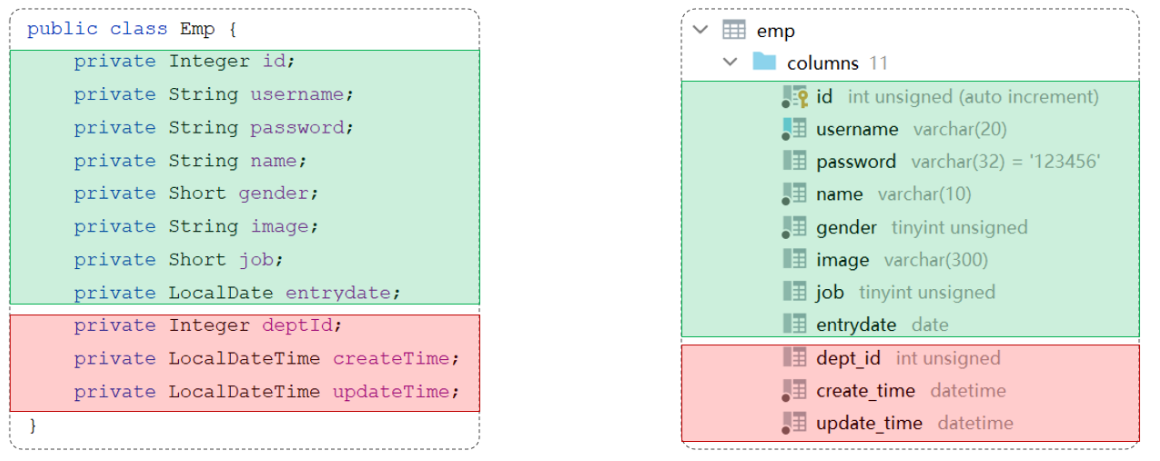 public class Emp {
private Integer id;
private String username;
private String password;
private String name;
private Short gender;
private String image;
private Short job;
private LocalDate entrydate;
private Integer deptId;
private LocalDateTime createTime;
private LocalDateTime updateTime;
}
emp
columns 11
id int unsigned (auto increment)
username varchar(20)
password varchar(32) = '123456'
name varchar(10)
gender tinyint unsigned
image varchar(300)
job tinyint unsigned
entrydate date
dept_id int unsigned
create_time datetime
update_time datetime